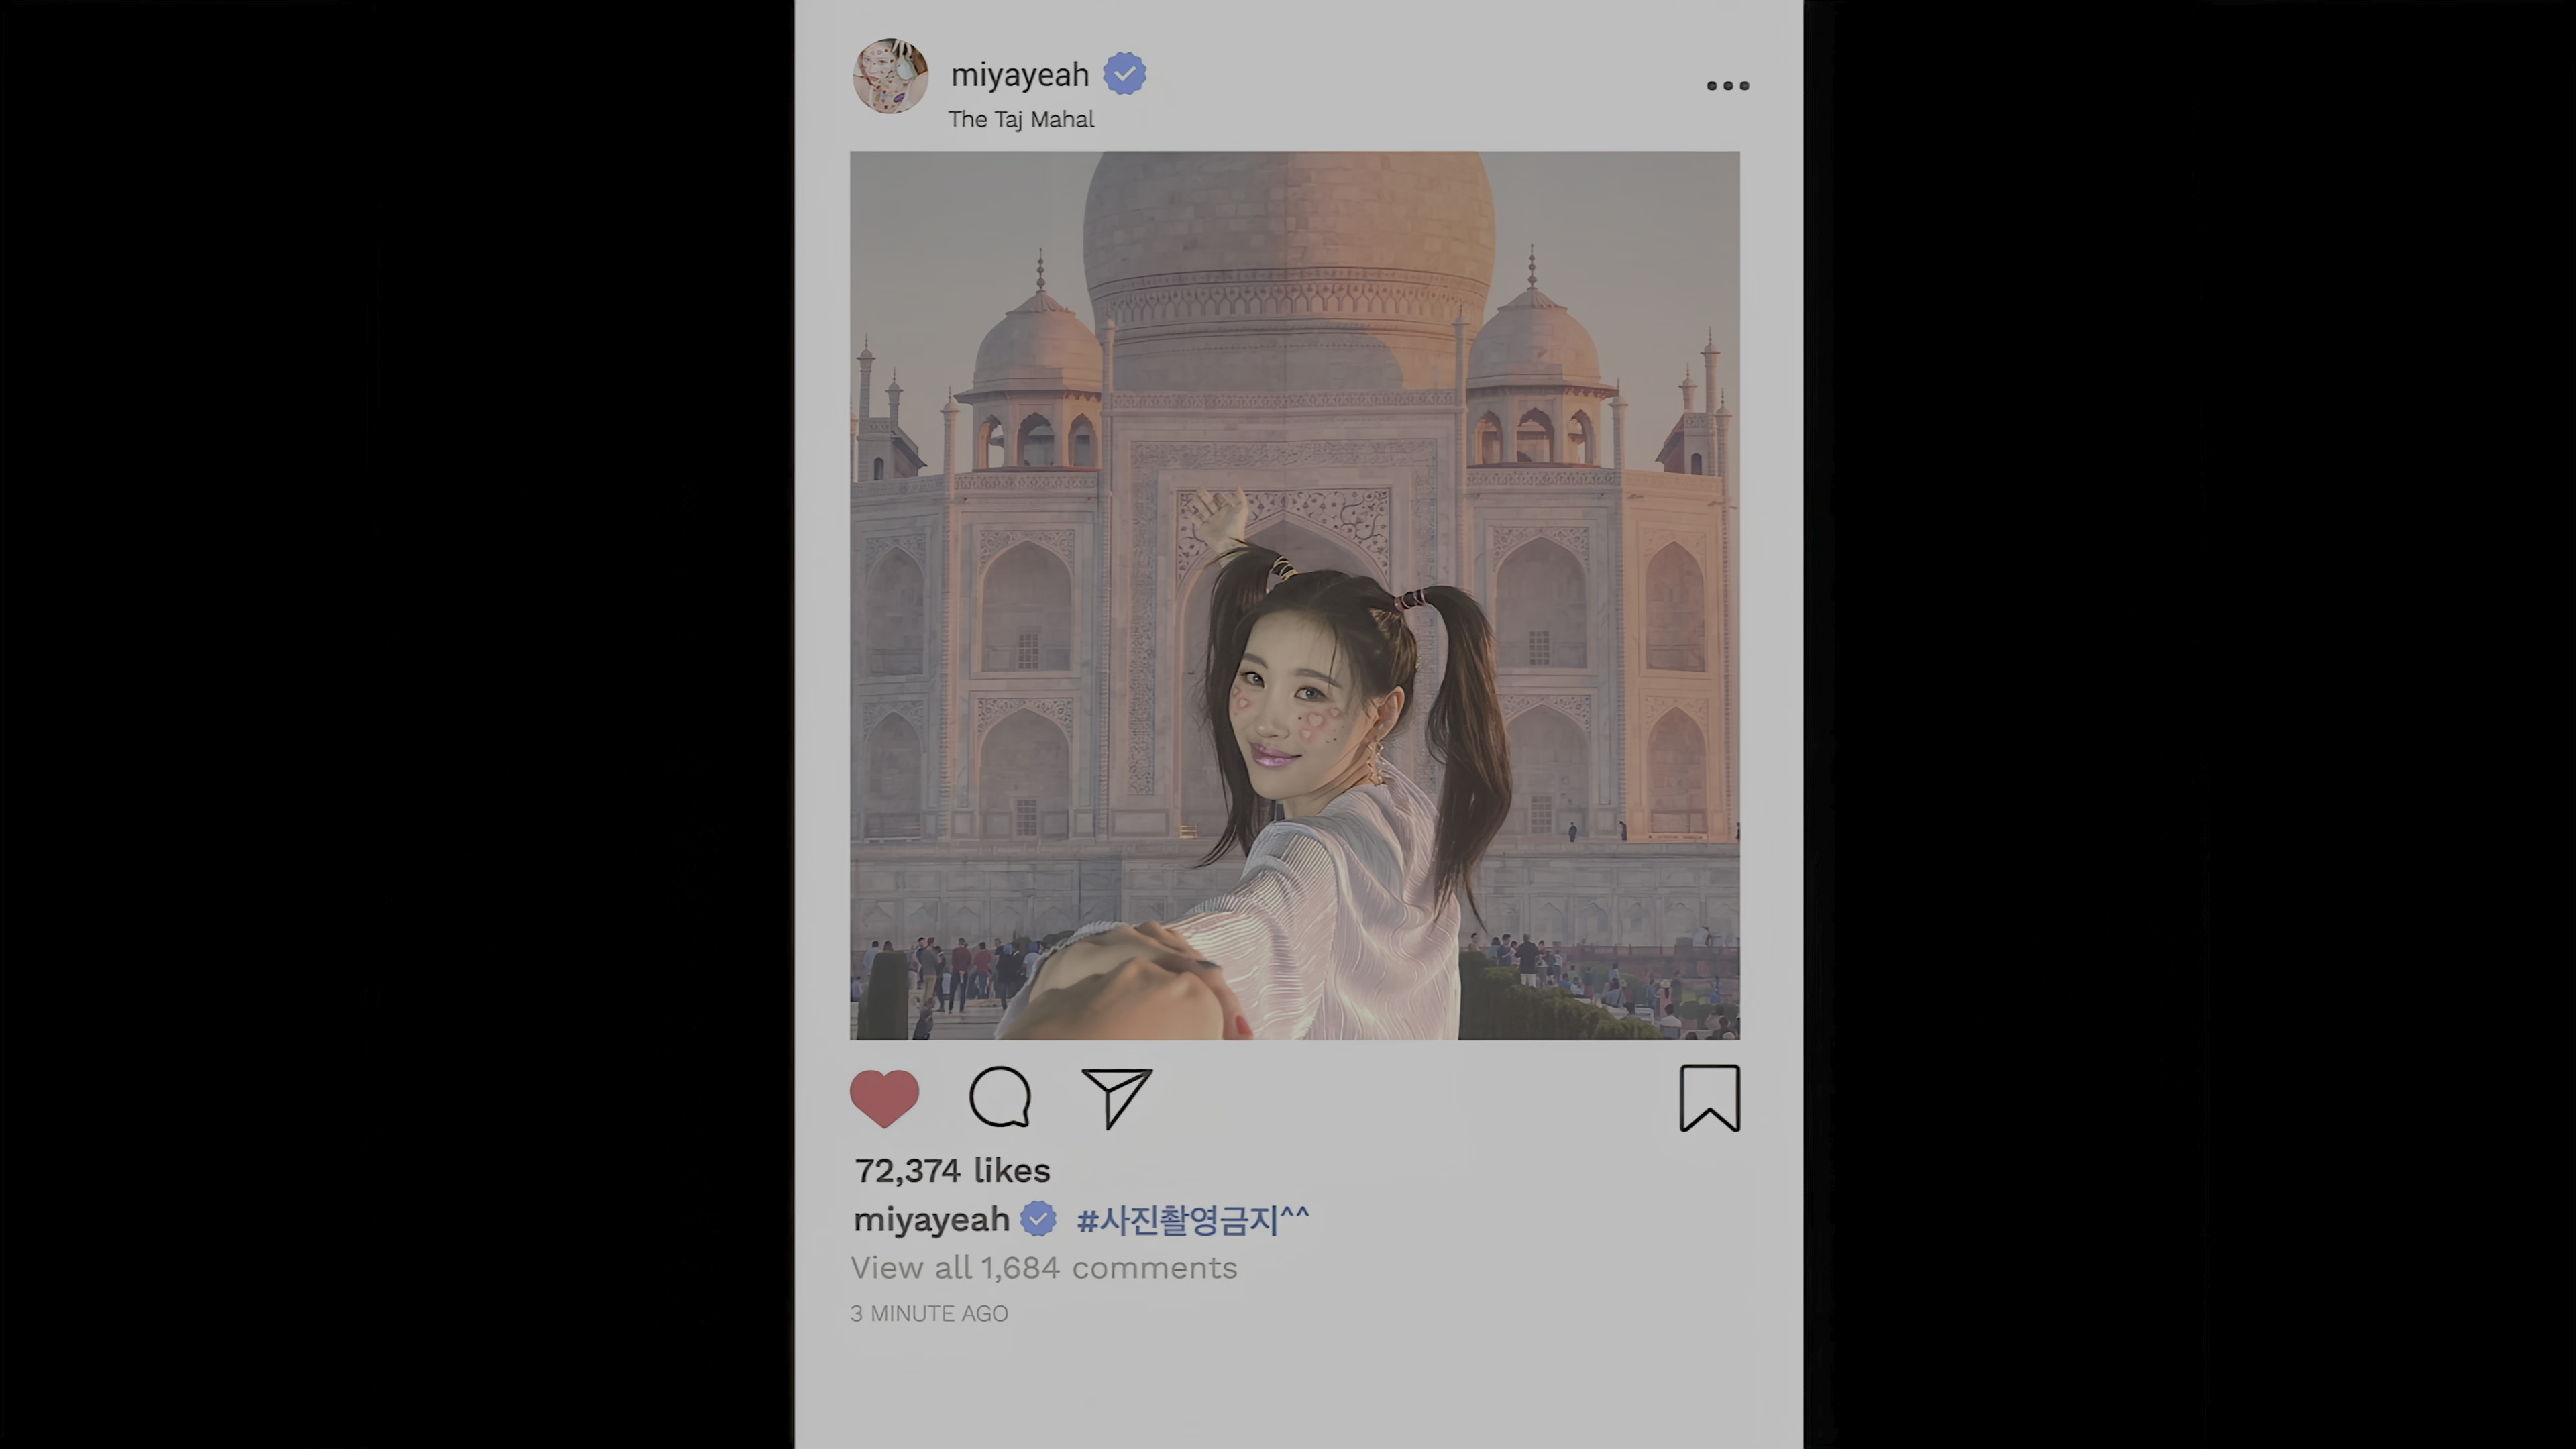 miyayeah
The Taj Mahal
72,374 likes
miyayeah #사진촬영금지^^
View all 1,684 comments
3 MINUTE AGO